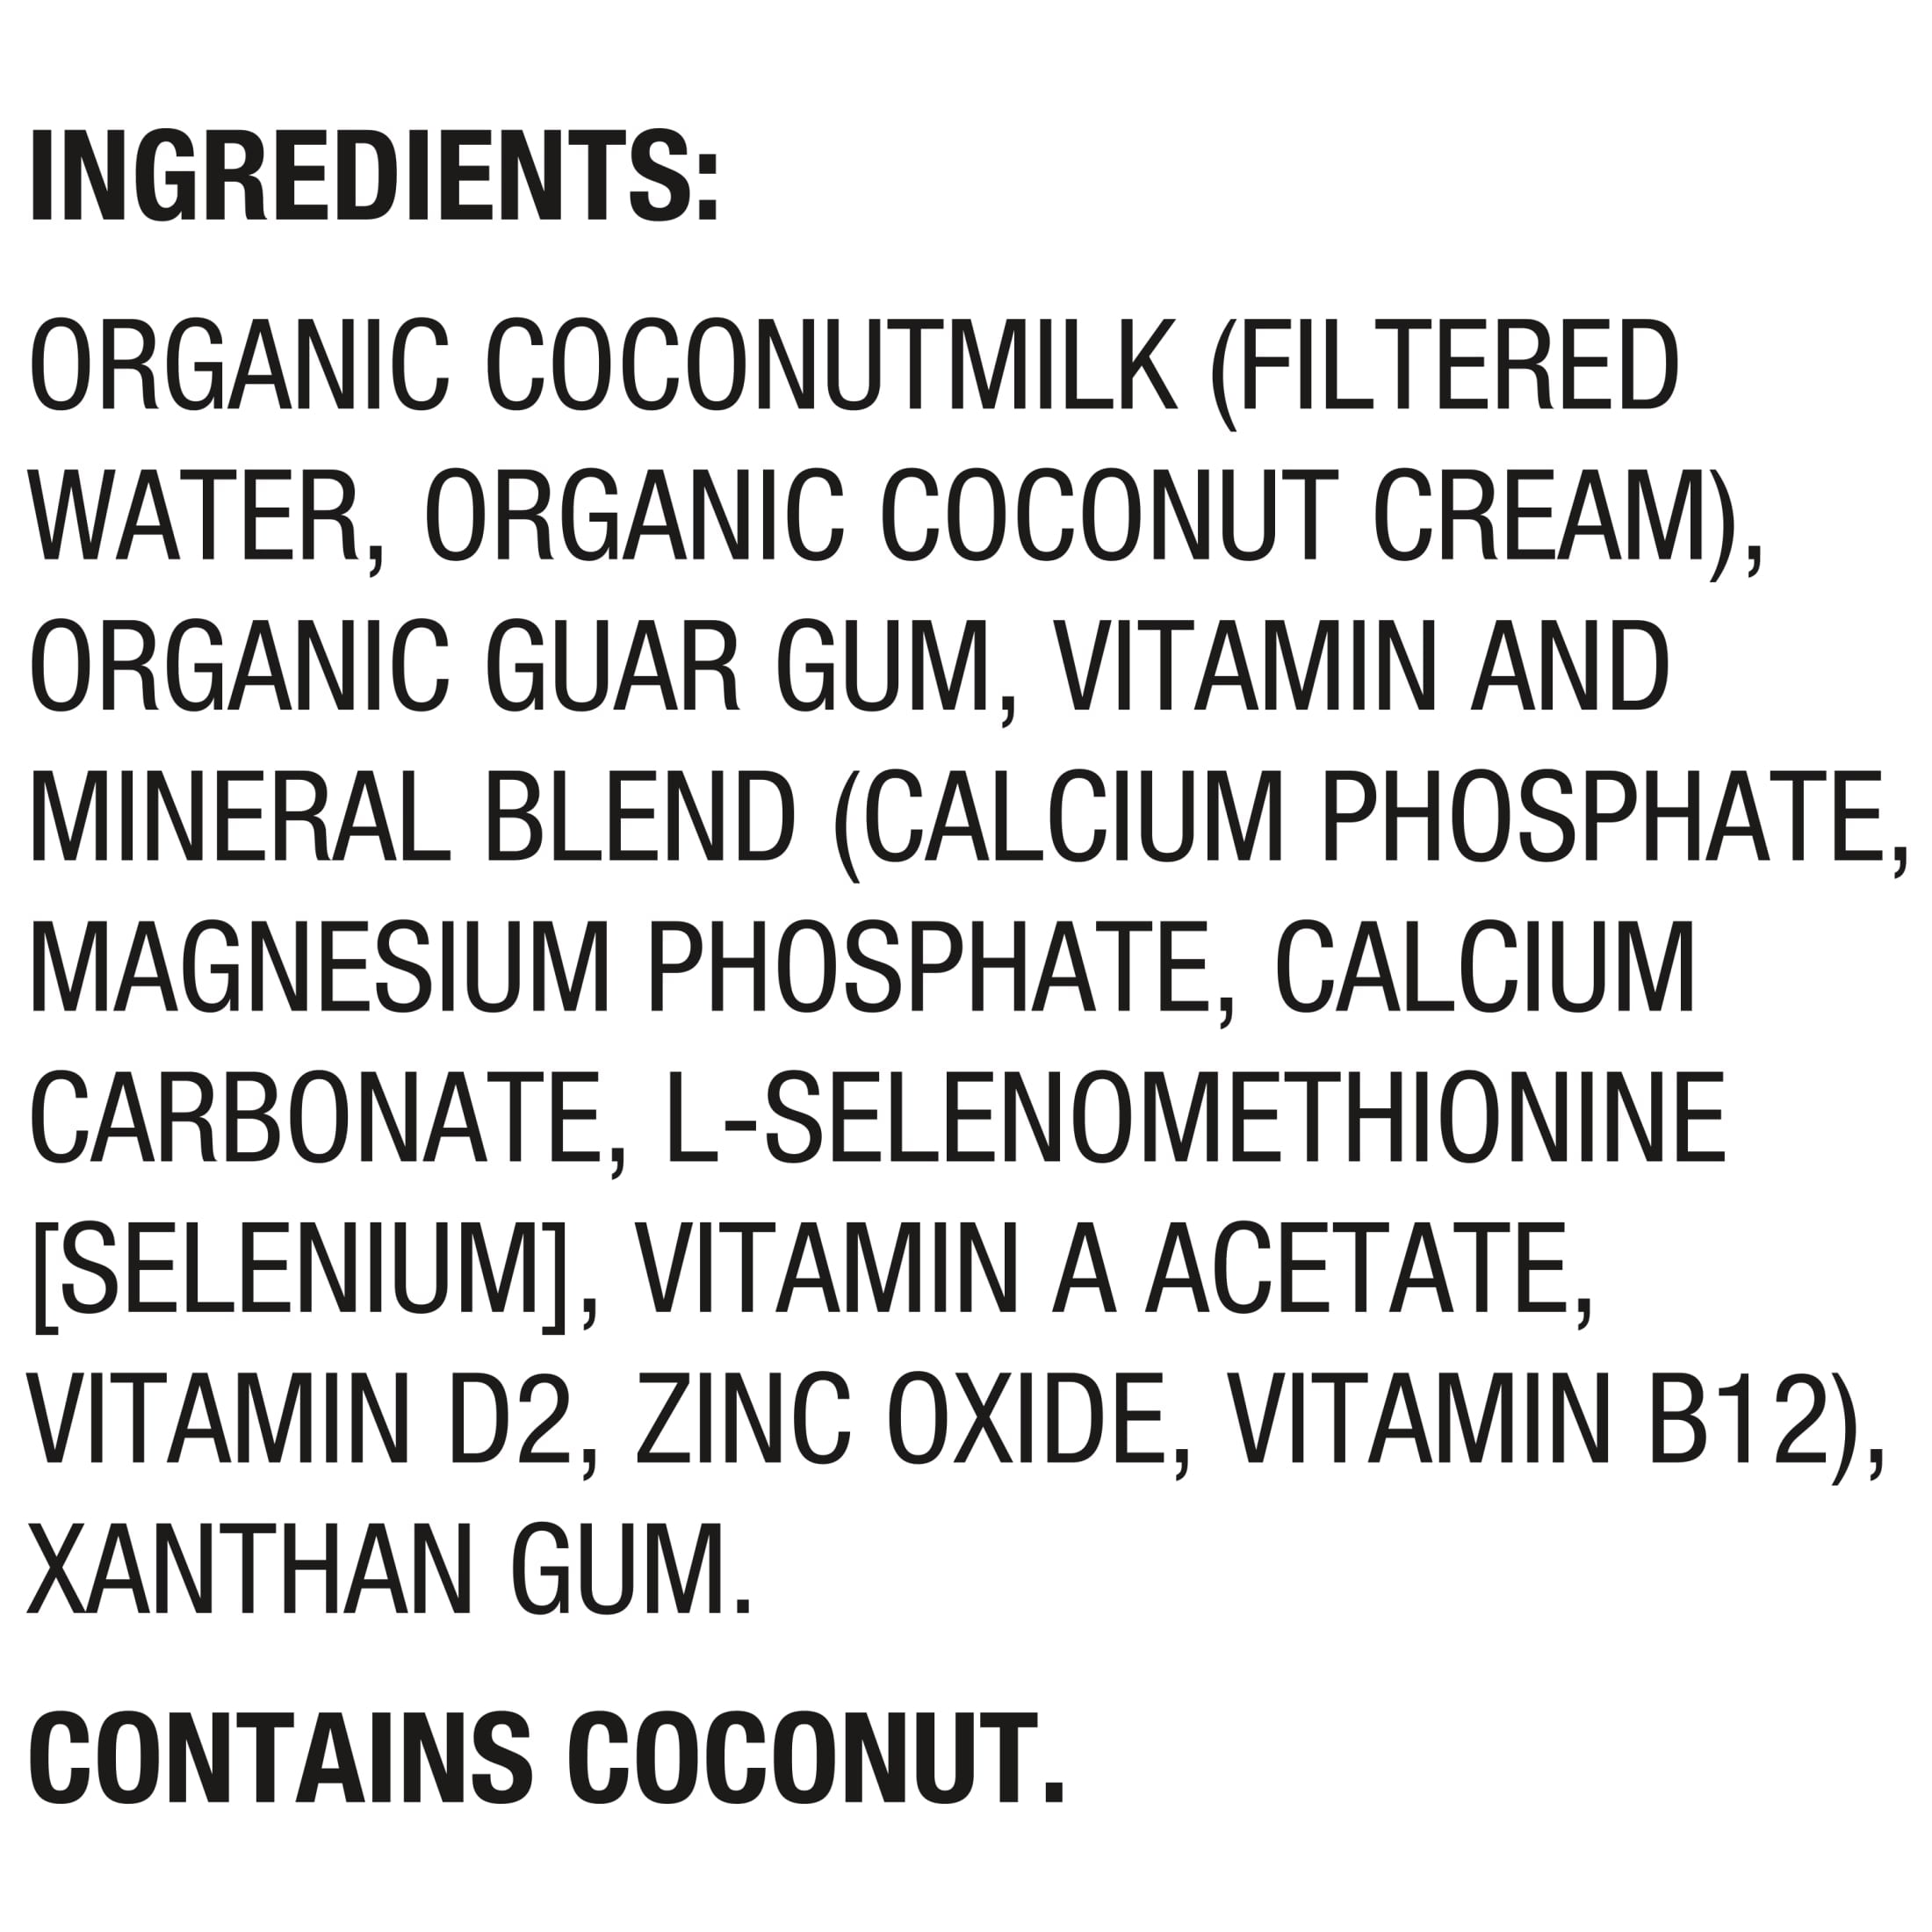 INGREDIENTS:
ORGANIC COCONUTMILK (FILTERED
WATER, ORGANIC COCONUT CREAM),
ORGANIC GUAR GUM, VITAMIN AND
MINERAL BLEND (CALCIUM PHOSPHATE,
MAGNESIUM PHOSPHATE, CALCIUM
CARBONATE, L-SELENOMETHIONINE
[SELENIUM], VITAMIN A ACETATE,
VITAMIN D2, ZINC OXIDE, VITAMIN B12),
XANTHAN GUM.
CONTAINS COCONUT.